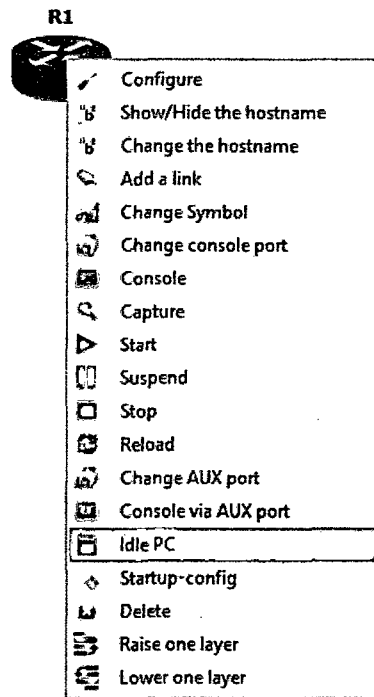 R1
Configure
Show/Hide the hostname
Change the hostname
Add a link
Change Symbol
Change console port
Console
Capture
Start
Suspend
Stop
Reload
Change AUX port
Console via AUX port
Idle PC
Startup-config
Delete
Raise one layer
Lower one layer